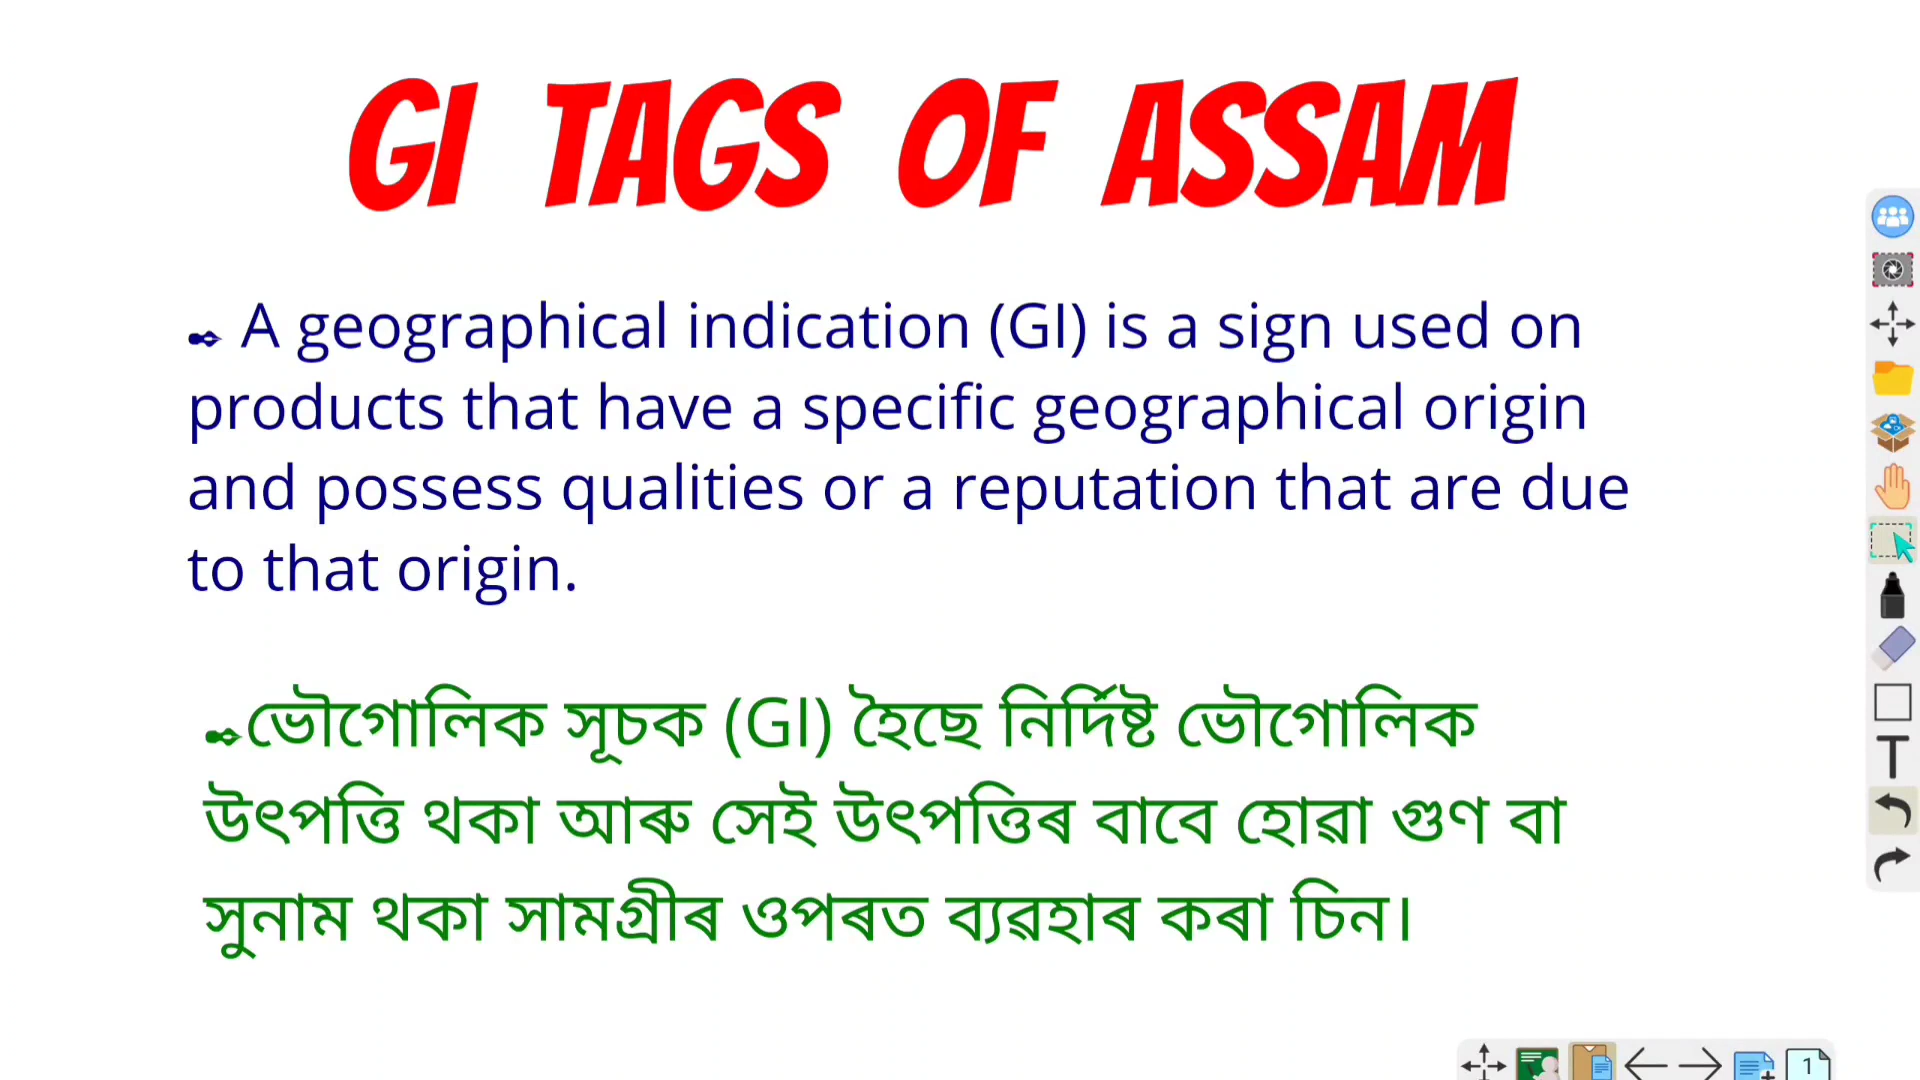 GI TAGS OF ASSAM
✒ A geographical indication (GI) is a sign used on
products that have a specific geographical origin
and possess qualities or a reputation that are due
to that origin.
✒ভৌগোলিক সূচক (GI) হৈছে নিৰ্দিষ্ট ভৌগোলিক
উৎপত্তি থকা আৰু সেই উৎপত্তিৰ বাবে হোৱা গুণ বা
সুনাম থকা সামগ্ৰীৰ ওপৰত ব্যৱহাৰ কৰা চিন।
T
1